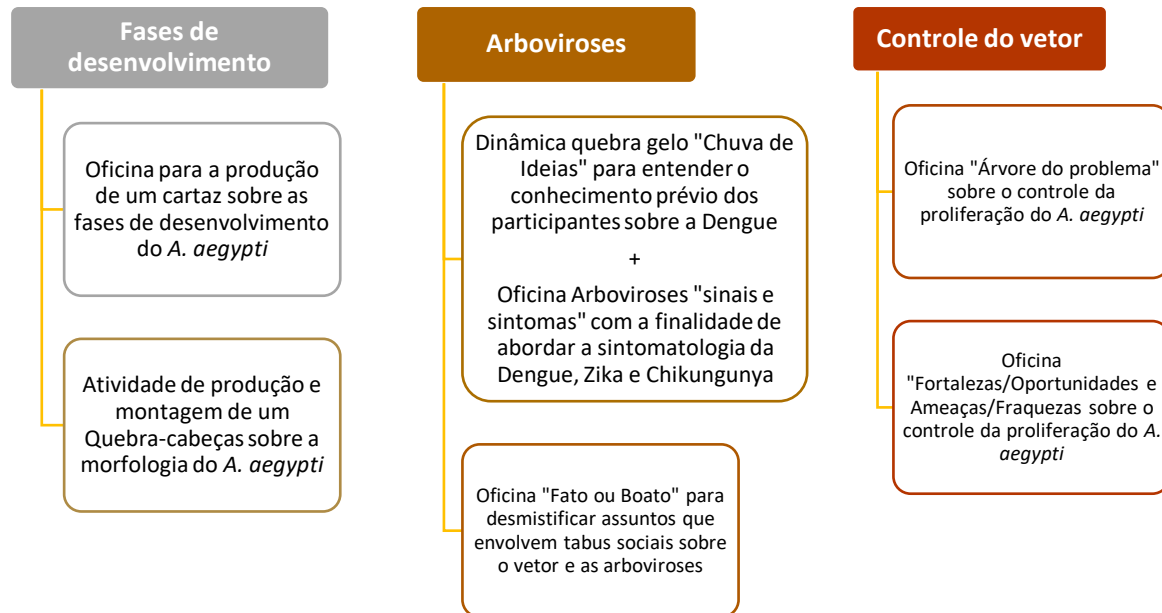 Fases de
desenvolvimento
Oficina para a produção
de um cartaz sobre as
fases de desenvolvimento
do A. aegypti
Atividade de produção e
montagem de um
Quebra-cabeças sobre a
morfologia do A. aegypti
Arboviroses
Dinâmica quebra gelo "Chuva de
Ideias" para entender o
conhecimento prévio dos
participantes sobre a Dengue
+
Oficina Arboviroses "sinais e
sintomas" com a finalidade de
abordar a sintomatologia da
Dengue, Zika e Chikungunya
Oficina "Fato ou Boato" para
desmistificar assuntos que
envolvem tabus sociais sobre
o vetor e as arboviroses
Controle do vetor
Oficina "Árvore do problema"
sobre o controle da
proliferação do A. aegypti
Oficina
"Fortalezas/Oportunidades e
Ameaças/Fraquezas sobre o
controle da proliferação do A.
aegypti